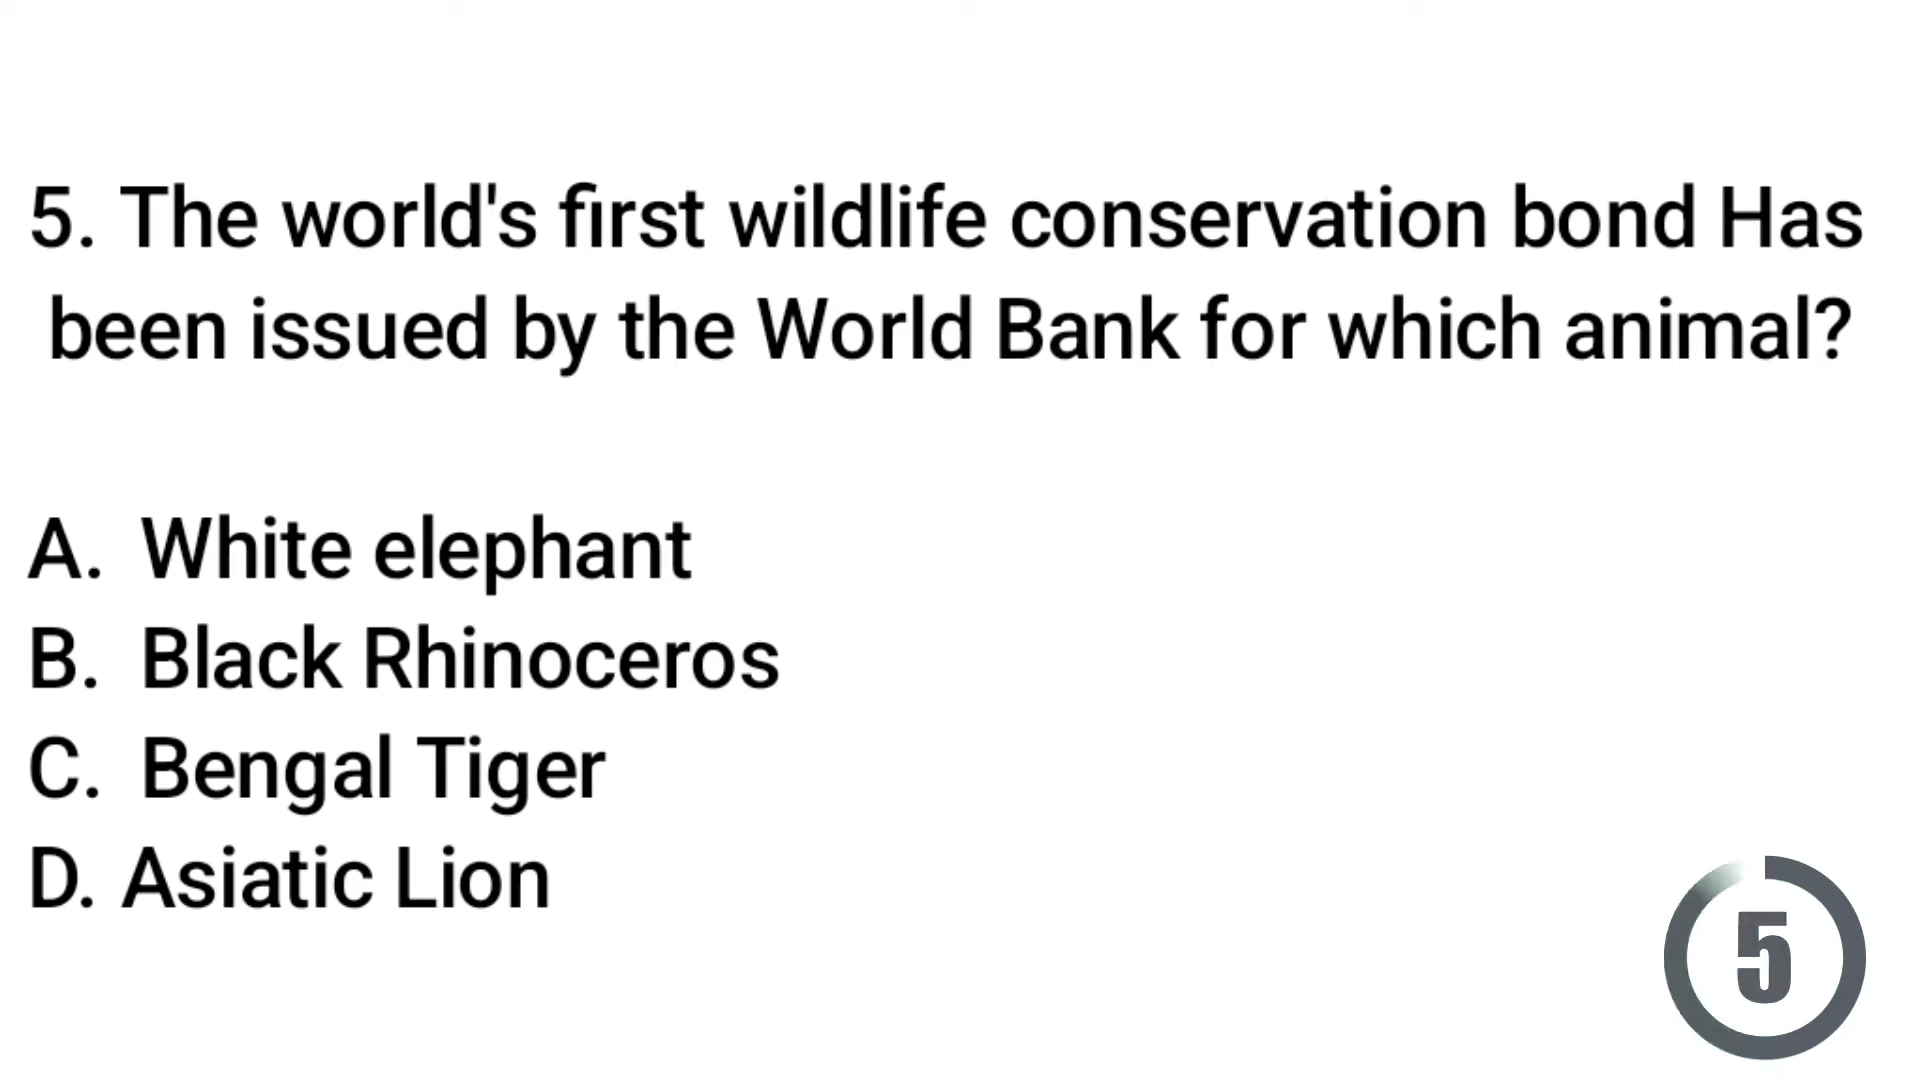 5. The world's first wildlife conservation bond Has
been issued by the World Bank for which animal?
A. White elephant
B. Black Rhinoceros
C. Bengal Tiger
D. Asiatic Lion
5